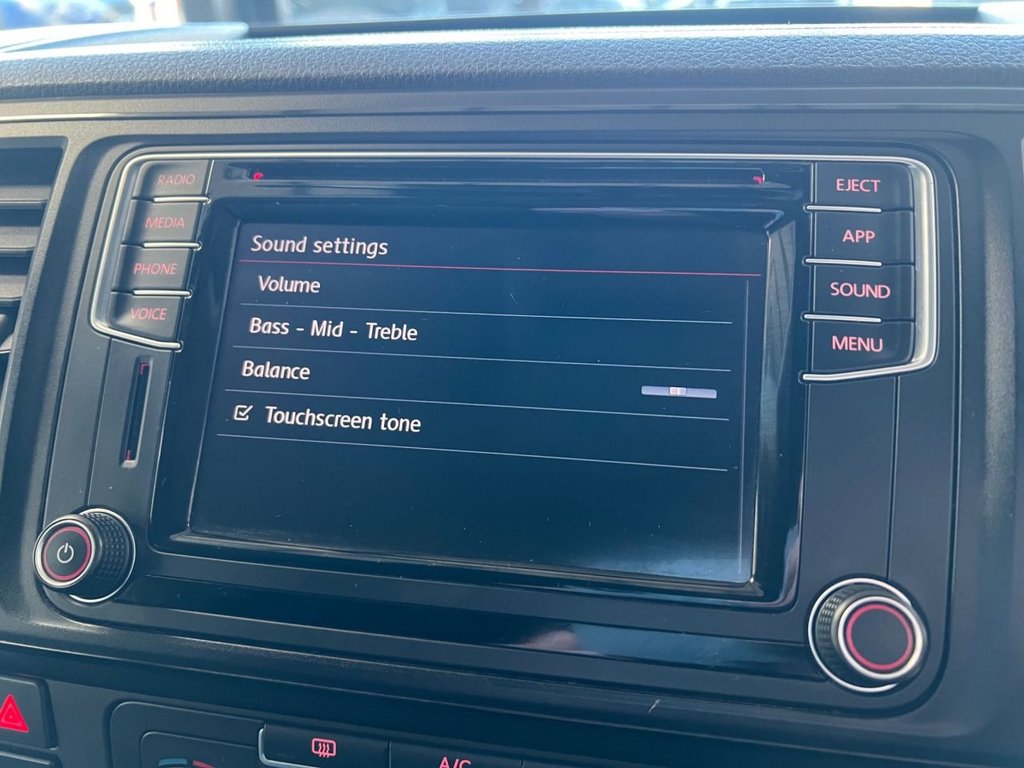 RADIO
MEDIA
PHONE
VOICE
Sound settings
Volume
Bass - Mid - Treble
Balance
Touchscreen tone
EJECT
APP
SOUND
MENU
A/C